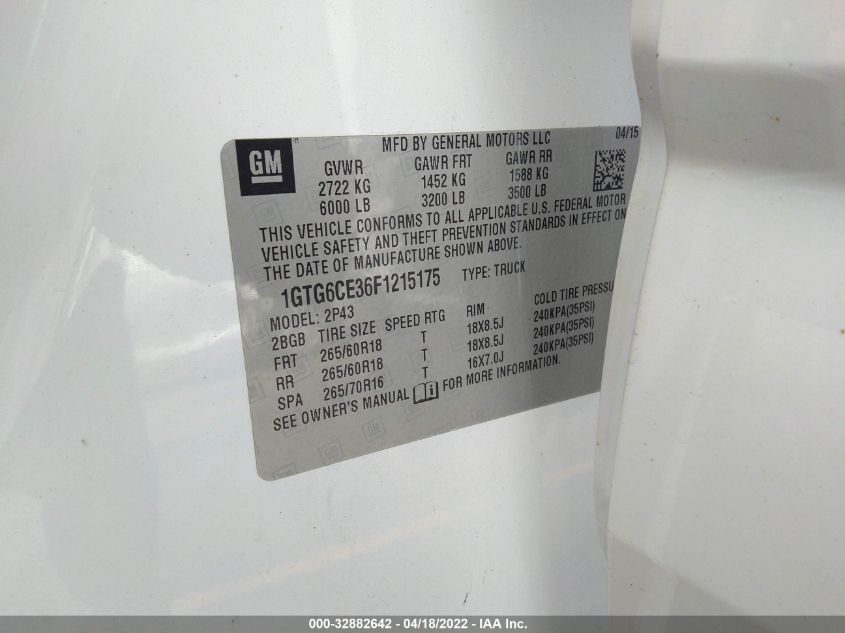 MFD BY GENERAL MOTORS LLC 04/15
GM
GVWR GAWR FRT GAWR RR
2722 KG 1452 KG 1588 KG
6000 LB 3200 LB 3500 LB
THIS VEHICLE CONFORMS TO ALL APPLICABLE U.S. FEDERAL MOTOR
VEHICLE SAFETY AND THEFT PREVENTION STANDARDS IN EFFECT ON
THE DATE OF MANUFACTURE SHOWN ABOVE.
1GTG6CE36F1215175 TYPE: TRUCK
MODEL: 2P43
2BGB TIRE SIZE SPEED RTG RIM COLD TIRE PRESSU
FRT 265/60R18 T 18X8.5J 240KPA(35PSI)
RR 265/60R18 T 18X8.5J 240KPA(35PSI)
SPA 265/70R16 T 16X7.0J 240KPA(35PSI)
SEE OWNER'S MANUAL FOR MORE INFORMATION.
000-32882642 - 04/18/2022 - IAA Inc.